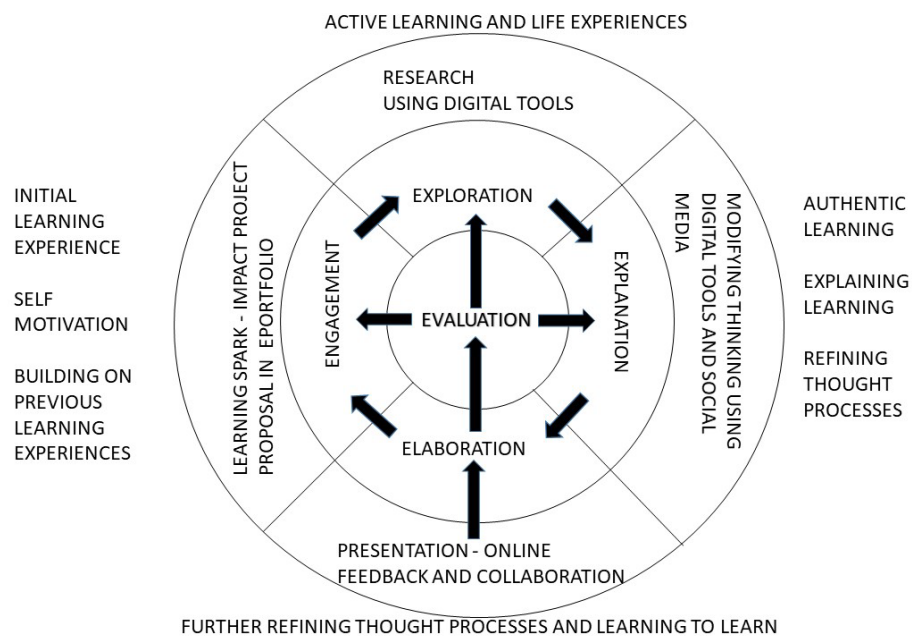 ACTIVE LEARNING AND LIFE EXPERIENCES
RESEARCH
USING DIGITAL TOOLS
INITIAL
LEARNING
EXPERIENCE
SELF
MOTIVATION
BUILDING ON
PREVIOUS
LEARNING
EXPERIENCES
LEARNING SPARK - IMPACT PROJECT
PROPOSAL IN EPORTFOLIO
ENGAGEMENT
EXPLORATION
EVALUATION
ELABORATION
EXPLANATION
MODIFYING THINKING USING
DIGITAL TOOLS AND SOCIAL
MEDIA
AUTHENTIC
LEARNING
EXPLAINING
LEARNING
REFINING
THOUGHT
PROCESSES
PRESENTATION - ONLINE
FEEDBACK AND COLLABORATION
FURTHER REFINING THOUGHT PROCESSES AND LEARNING TO LEARN